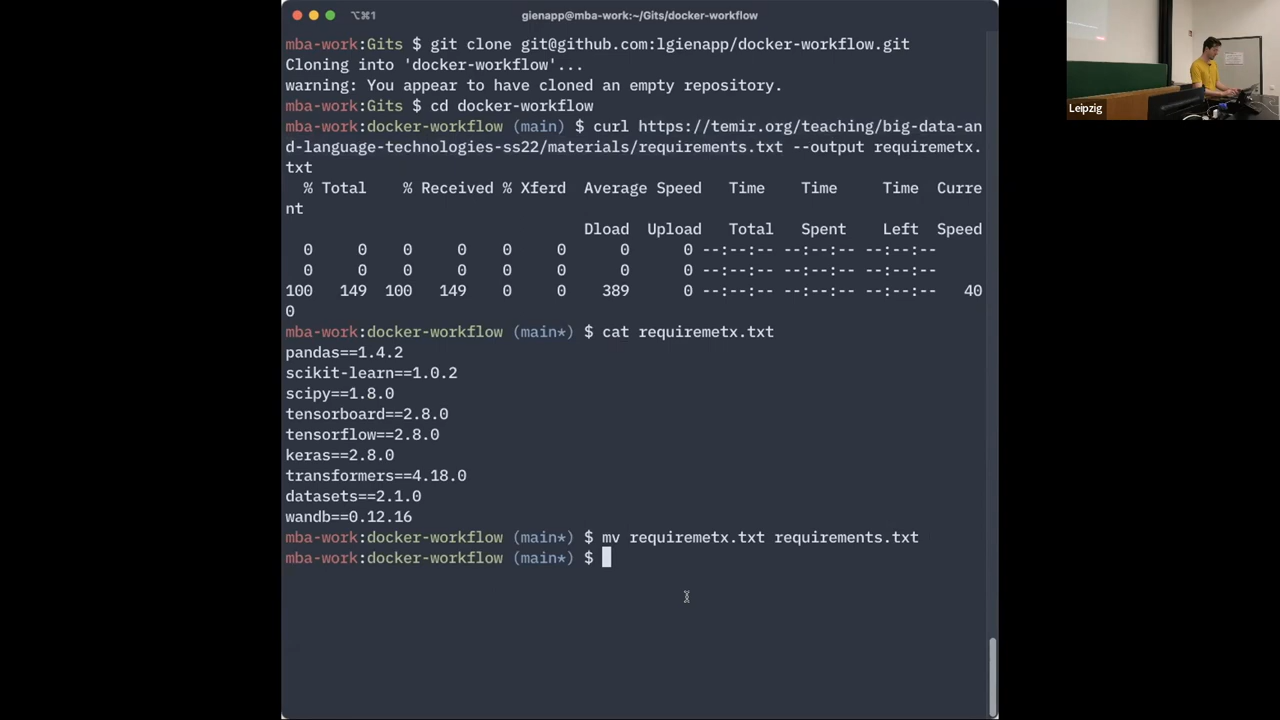 ⌥⌘1
gienapp@mba-work:~/Gits/docker-workflow
mba-work:Gits $ git clone git@github.com:lgienapp/docker-workflow.git
Cloning into 'docker-workflow'...
warning: You appear to have cloned an empty repository.
mba-work:Gits $ cd docker-workflow
mba-work:docker-workflow (main) $ curl https://temir.org/teaching/big-data-an
d-language-technologies-ss22/materials/requirements.txt --output requiremetx.
txt
% Total % Received % Xferd Average Speed Time Time Time Curre
nt
Dload Upload Total Spent Left Speed
0 0 0 0 0 0 0 0 --:--:-- --:--:-- --:--:--
0 0 0 0 0 0 0 0 --:--:-- --:--:-- --:--:--
100 149 100 149 0 0 389 0 --:--:-- --:--:-- --:--:-- 40
0
mba-work:docker-workflow (main*) $ cat requiremetx.txt
pandas==1.4.2
scikit-learn==1.0.2
scipy==1.8.0
tensorboard==2.8.0
tensorflow==2.8.0
keras==2.8.0
transformers==4.18.0
datasets==2.1.0
wandb==0.12.16
mba-work:docker-workflow (main*) $ mv requiremetx.txt requirements.txt
mba-work:docker-workflow (main*) $
Leipzig